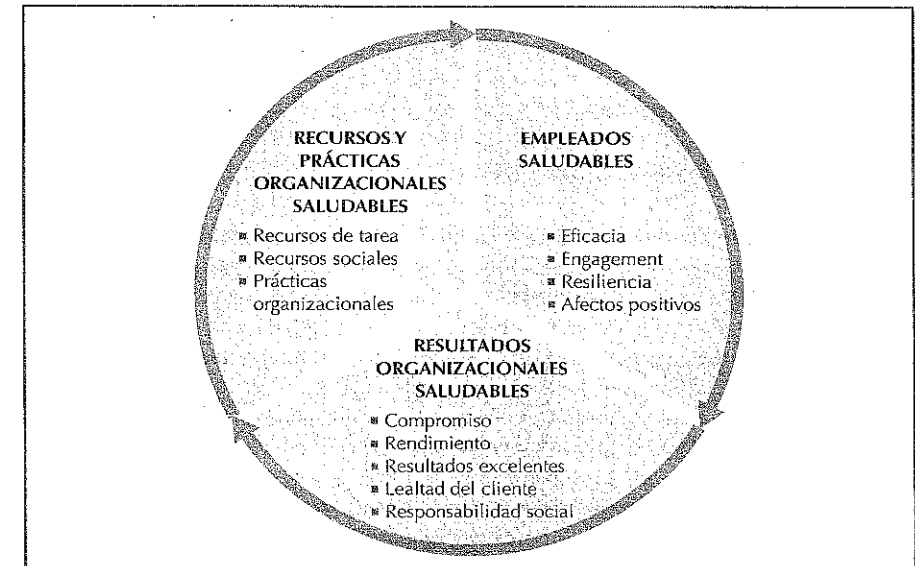 RECURSOS Y
PRÁCTICAS
ORGANIZACIONALES
SALUDABLES
▪ Recursos de tarea
▪ Recursos sociales
▪ Prácticas
organizacionales
EMPLEADOS
SALUDABLES
▪ Eficacia
▪ Engagement
▪ Resiliencia
▪ Afectos positivos
RESULTADOS
ORGANIZACIONALES
SALUDABLES
▪ Compromiso
▪ Rendimiento
▪ Resultados excelentes
▪ Lealtad del cliente
▪ Responsabilidad social